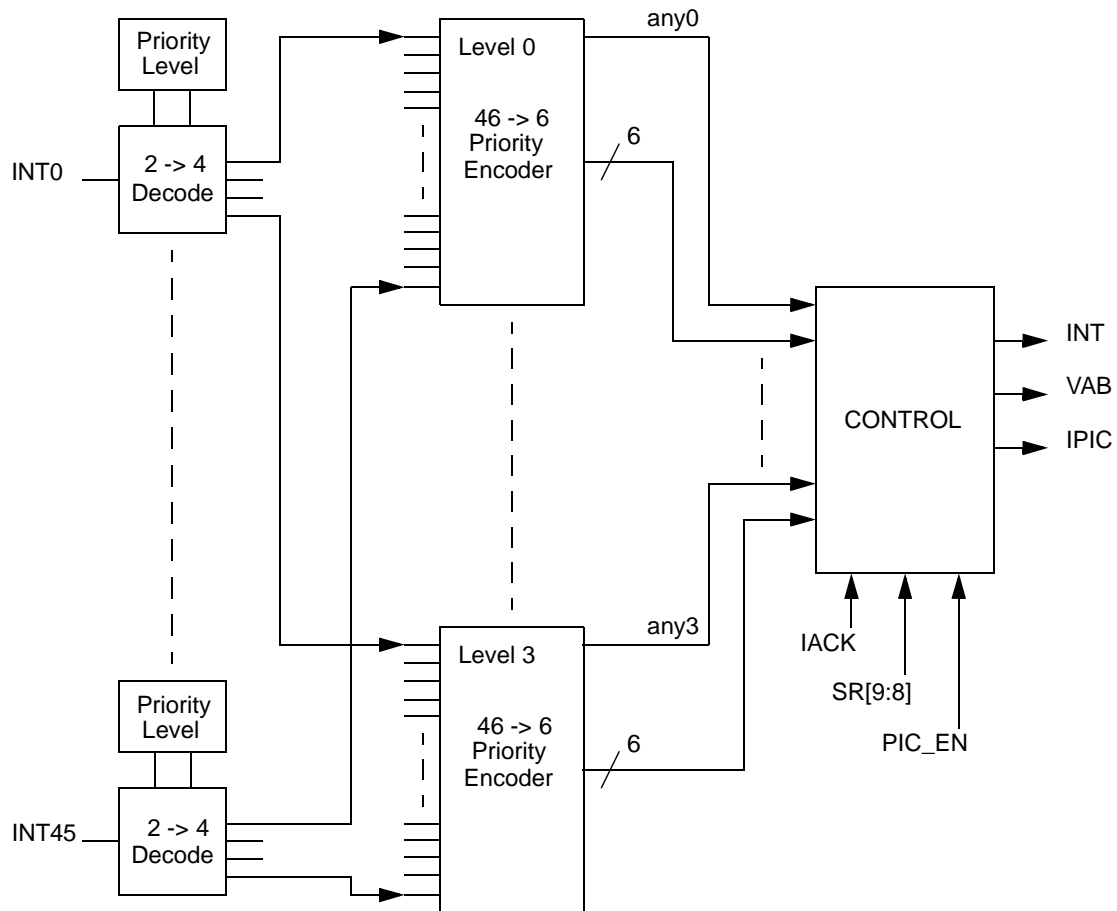 Priority
Level
2 -> 4
Decode
INT0
Level 0
46 -> 6
Priority
Encoder
any0
6
CONTROL
INT
VAB
IPIC
IACK
SR[9:8]
PIC_EN
Level 3
46 -> 6
Priority
Encoder
any3
6
Priority
Level
2 -> 4
Decode
INT45